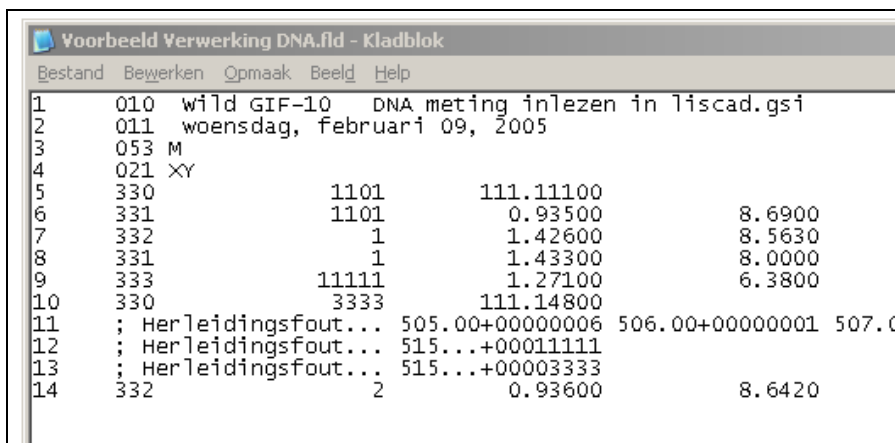 Voorbeeld Verwerking DNA.fld - Kladblok
Bestand Bewerken Opmaak Beeld Help
1 010 Wild GIF-10 DNA meting inlezen in liscad.gsi
2 011 woensdag, februari 09, 2005
3 053 M
4 021 XY
5 330 1101 111.11100
6 331 1101 0.93500 8.6900
7 332 1 1.42600 8.5630
8 331 1 1.43300 8.0000
9 333 11111 1.27100 6.3800
10 330 3333 111.14800
11 ; Herleidingsfout... 505.00+00000006 506.00+00000001 507.0
12 ; Herleidingsfout... 515...+00011111
13 ; Herleidingsfout... 515...+00003333
14 332 2 0.93600 8.6420